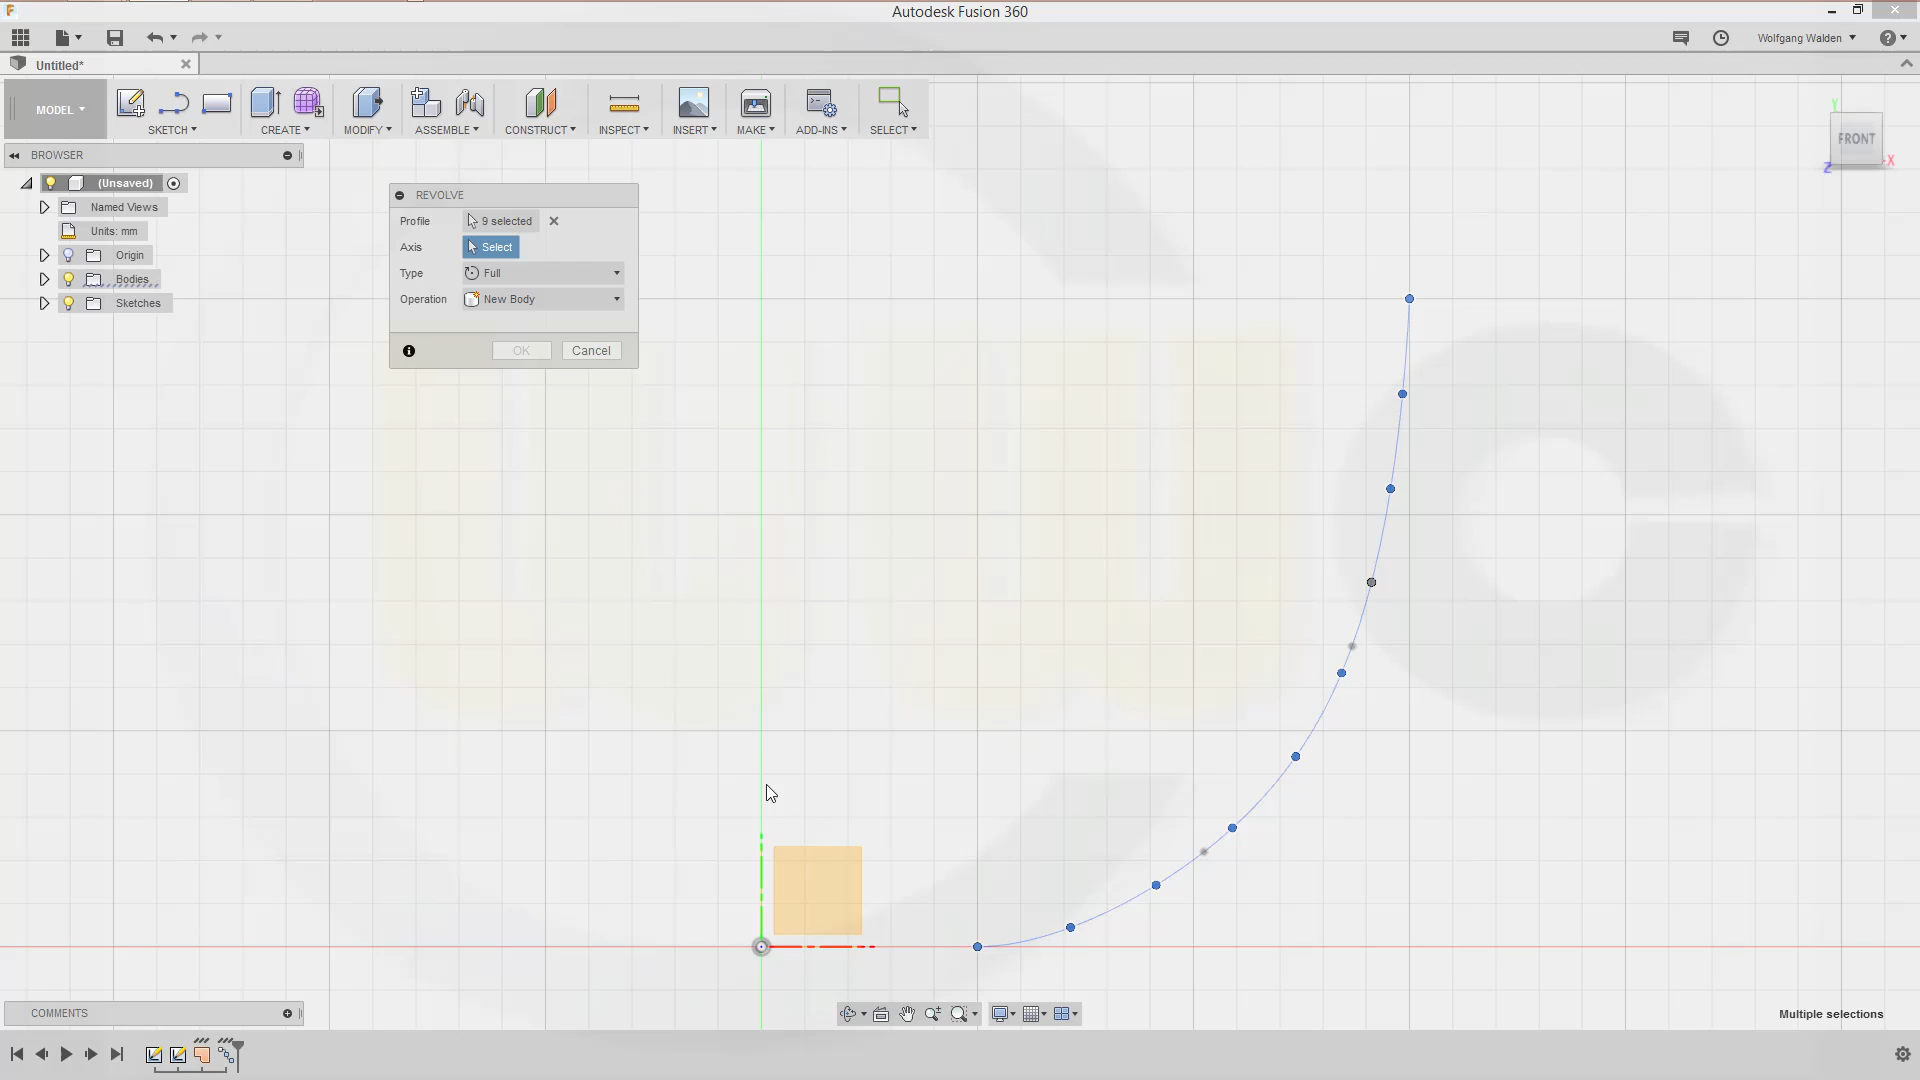 Autodesk Fusion 360
Wolfgang Walden
Untitled*
MODEL
SKETCH
CREATE
MODIFY
ASSEMBLE
CONSTRUCT
INSPECT
INSERT
MAKE
ADD-INS
SELECT
BROWSER
(Unsaved)
Named Views
Units: mm
Origin
Bodies
Sketches
REVOLVE
Profile 9 selected
Axis Select
Type Full
Operation New Body
OK Cancel
Y
FRONT
X
Z
COMMENTS
Multiple selections